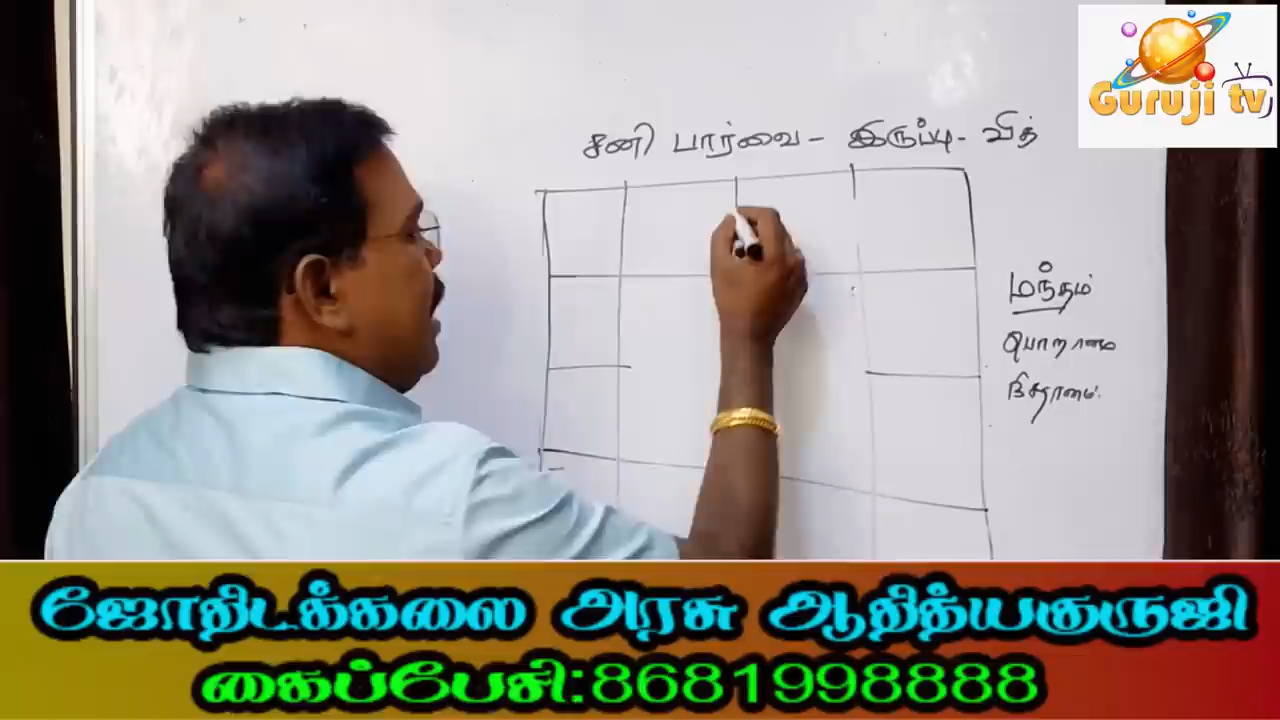 Guruji tv
சனி பார்வை - இருப்பு - வித்
மந்தம்
பொறாமை
ஜோதிடக்கலை அரசு ஆதித்யகுருஜி
கைப்பேசி:8681998888